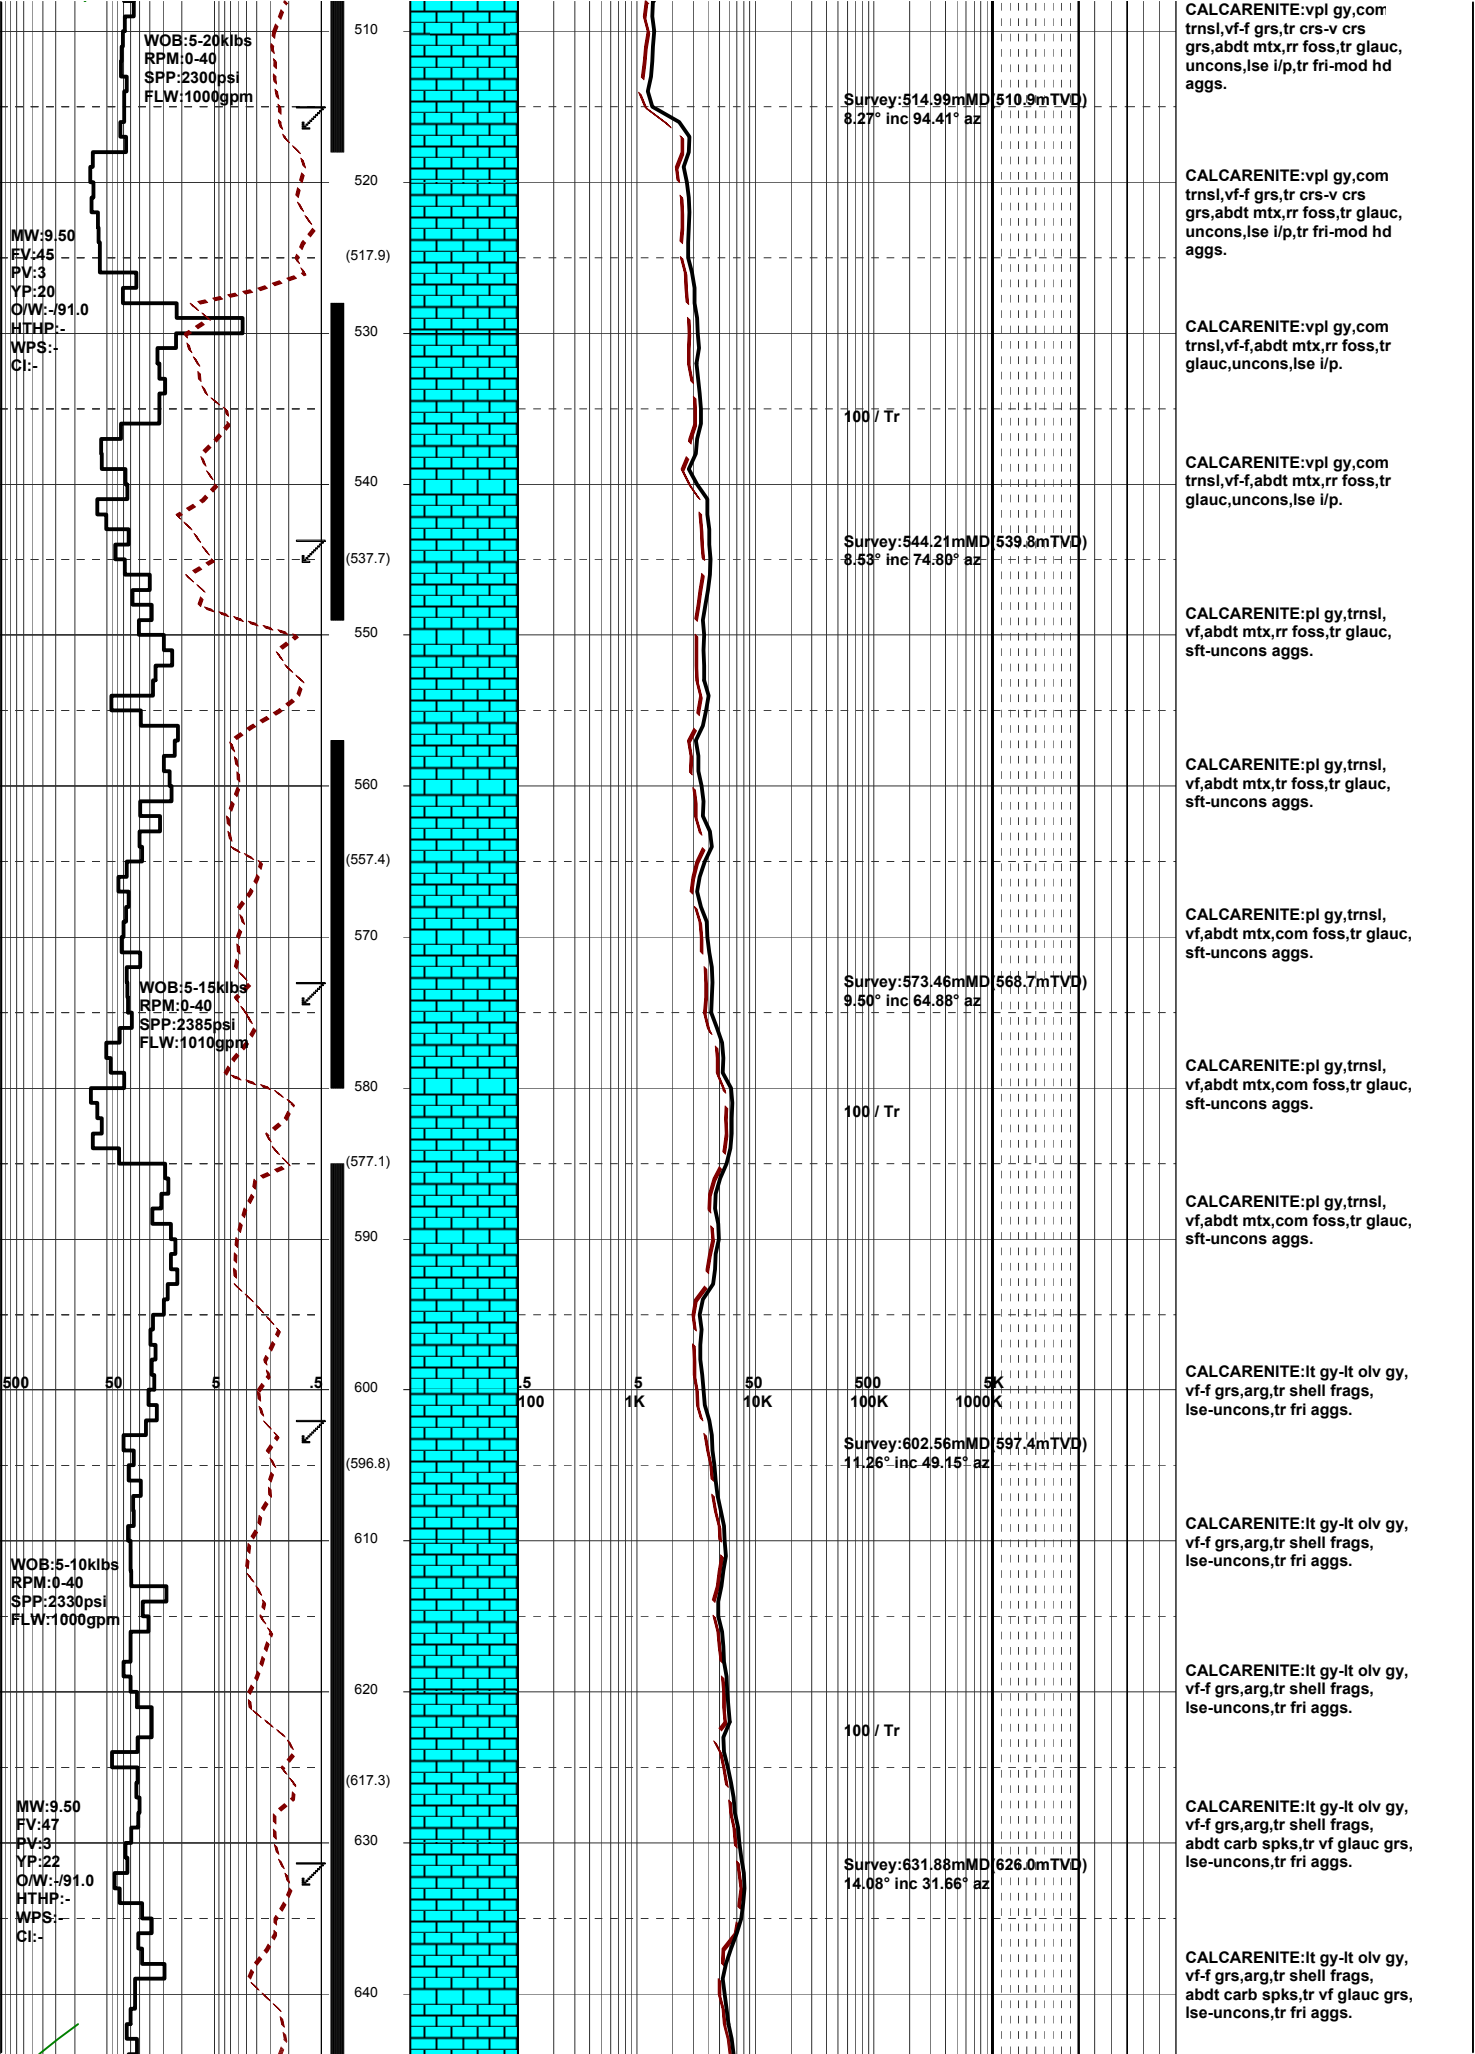 CALCARENITE:vpl gy,com
trnsl,vf-f grs,tr crs-v crs
grs,abdt mtx,rr foss,tr glauc,
uncons,lse i/p,tr fri-mod hd
aggs.
510
WOB:5-20klbs
RPM:0-40
SPP:2300psi
FLW:1000gpm
Survey:514.99mMD(510.9mTVD)
8.27° inc 94.41° az
520
CALCARENITE:vpl gy,com
trnsl,vf-f grs,tr crs-v crs
grs,abdt mtx,rr foss,tr glauc,
uncons,lse i/p,tr fri-mod hd
aggs.
MW:9.50
FV:45
PV:3
YP:20
O/W:-/91.0
HTHP:-
WPS:-
Cl:-
(517.9)
530
CALCARENITE:vpl gy,com
trnsl,vf-f,abdt mtx,rr foss,tr
glauc,uncons,lse i/p.
100 / Tr
540
CALCARENITE:vpl gy,com
trnsl,vf-f,abdt mtx,rr foss,tr
glauc,uncons,lse i/p.
Survey:544.21mMD(539.8mTVD)
8.53° inc 74.80° az
(537.7)
550
CALCARENITE:pl gy,trnsl,
vf,abdt mtx,rr foss,tr glauc,
sft-uncons aggs.
560
CALCARENITE:pl gy,trnsl,
vf,abdt mtx,tr foss,tr glauc,
sft-uncons aggs.
(557.4)
570
CALCARENITE:pl gy,trnsl,
vf,abdt mtx,com foss,tr glauc,
sft-uncons aggs.
WOB:5-15klbs
RPM:0-40
SPP:2385psi
FLW:1010gpm
Survey:573.46mMD(568.7mTVD)
9.50° inc 64.88° az
580
CALCARENITE:pl gy,trnsl,
vf,abdt mtx,com foss,tr glauc,
sft-uncons aggs.
100 / Tr
(577.1)
590
CALCARENITE:pl gy,trnsl,
vf,abdt mtx,com foss,tr glauc,
sft-uncons aggs.
500 50 5 .5 600 .5 5 50 500 5K
100 1K 10K 100K 1000K
CALCARENITE:lt gy-lt olv gy,
vf-f grs,arg,tr shell frags,
lse-uncons,tr fri aggs.
Survey:602.56mMD(597.4mTVD)
11.26° inc 49.15° az
(596.8)
610
CALCARENITE:lt gy-lt olv gy,
vf-f grs,arg,tr shell frags,
lse-uncons,tr fri aggs.
WOB:5-10klbs
RPM:0-40
SPP:2330psi
FLW:1000gpm
620
CALCARENITE:lt gy-lt olv gy,
vf-f grs,arg,tr shell frags,
lse-uncons,tr fri aggs.
100 / Tr
(617.3)
MW:9.50
FV:47
PV:3
YP:22
O/W:-/91.0
HTHP:-
WPS:-
Cl:-
630
CALCARENITE:lt gy-lt olv gy,
vf-f grs,arg,tr shell frags,
abdt carb spks,tr vf glauc grs,
lse-uncons,tr fri aggs.
Survey:631.88mMD(626.0mTVD)
14.08° inc 31.66° az
640
CALCARENITE:lt gy-lt olv gy,
vf-f grs,arg,tr shell frags,
abdt carb spks,tr vf glauc grs,
lse-uncons,tr fri aggs.